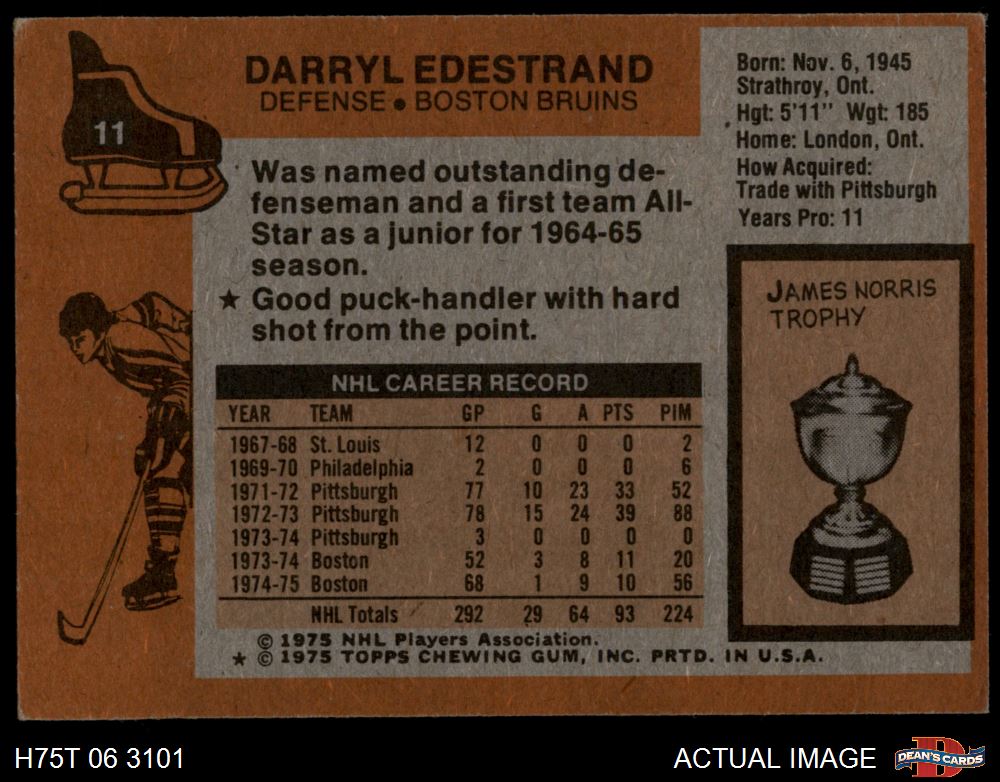 11
DARRYL EDESTRAND
DEFENSE • BOSTON BRUINS
Born: Nov. 6, 1945
Strathroy, Ont.
Hgt: 5'11" Wgt: 185
Home: London, Ont.
How Acquired:
Trade with Pittsburgh
Years Pro: 11
Was named outstanding de-
fenseman and a first team All-
Star as a junior for 1964-65
season.
★ Good puck-handler with hard
shot from the point.
JAMES NORRIS
TROPHY
NHL CAREER RECORD
YEAR TEAM GP G A PTS PIM
1967-68 St. Louis 12 0 0 0 2
1969-70 Philadelphia 2 0 0 0 6
1971-72 Pittsburgh 77 10 23 33 52
1972-73 Pittsburgh 78 15 24 39 88
1973-74 Pittsburgh 3 0 0 0 0
1973-74 Boston 52 3 8 11 20
1974-75 Boston 68 1 9 10 56
NHL Totals 292 29 64 93 224
© 1975 NHL Players Association.
★ © 1975 TOPPS CHEWING GUM, INC. PRTD. IN U.S.A.
H75T 06 3101
ACTUAL IMAGE
DEAN'S CARDS